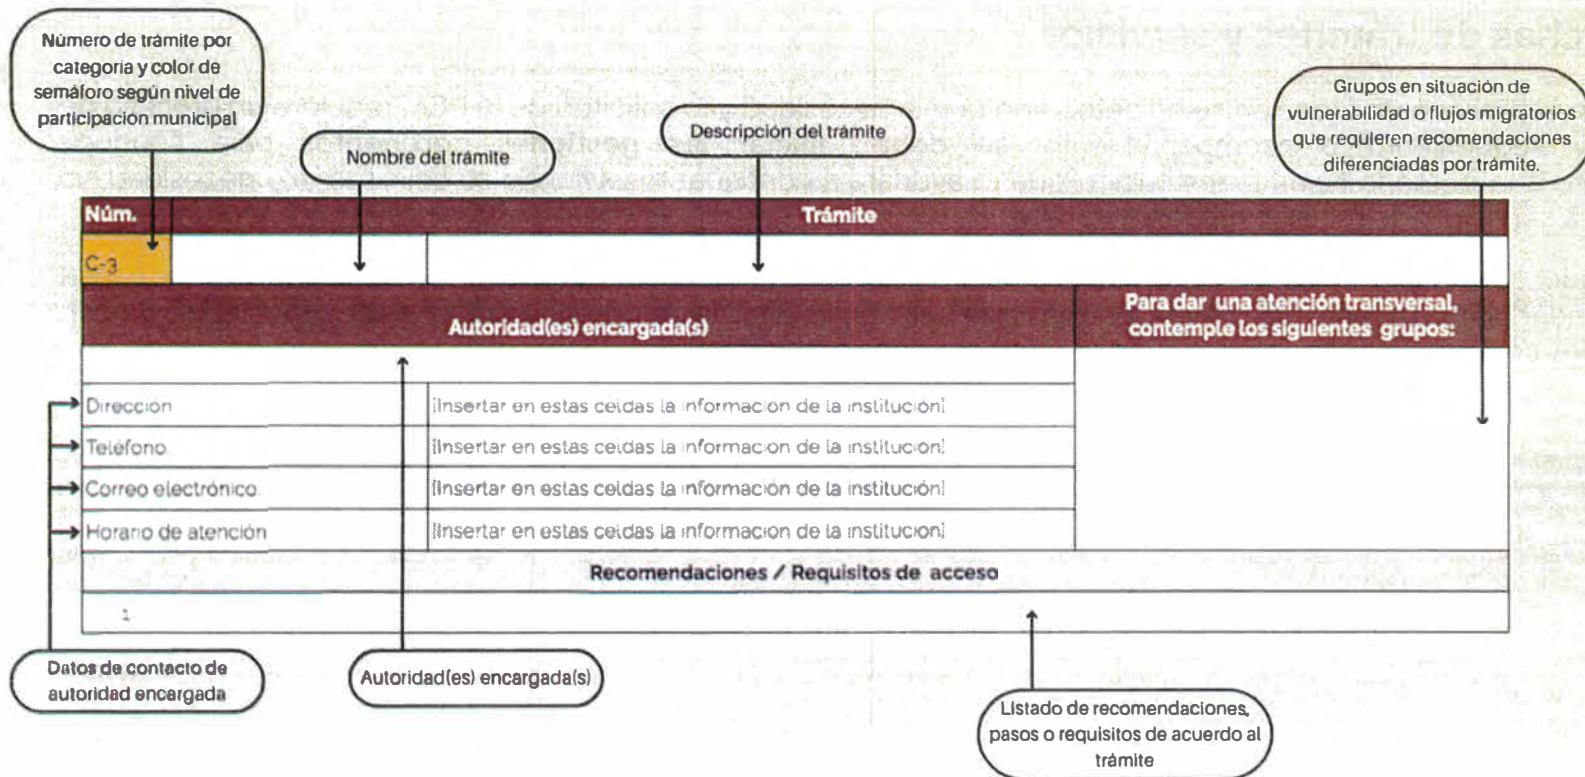 Número de trámite por
categoria y color de
semáforo según nivel de
participación municipal
Nombre del trámite
Descripción del trámite
Grupos en situación de
vulnerabilidad o flujos migratorios
que requieren recomendaciones
diferenciadas por trámite.
Núm.
Trámite
C-3
Autoridad(es) encargada(s)
Para dar una atención transversal,
contemple los siguientes grupos:
Dirección
[Insertar en estas celdas la información de la institución]
Teléfono
[Insertar en estas celdas la información de la institución]
Correo electrónico
[Insertar en estas celdas la información de la institución]
Horario de atención
[Insertar en estas celdas la información de la institución]
Recomendaciones / Requisitos de acceso
1
Datos de contacto de
autoridad encargada
Autoridad(es) encargada(s)
Listado de recomendaciones,
pasos o requisitos de acuerdo al
trámite